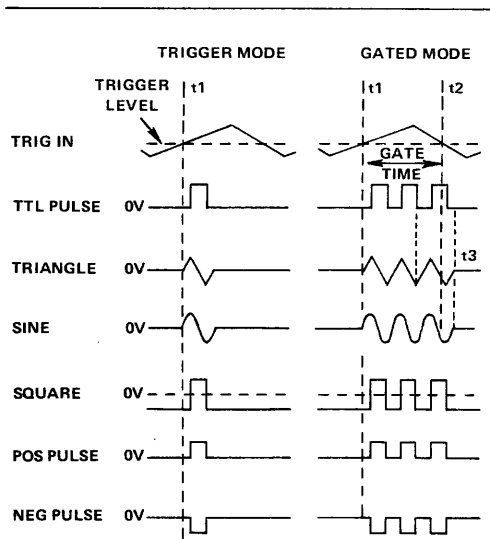 TRIGGER MODE GATED MODE
TRIGGER LEVEL t1 t1 t2
TRIG IN
GATE TIME
TTL PULSE 0V
t3
TRIANGLE 0V
SINE 0V
SQUARE 0V
POS PULSE 0V
NEG PULSE 0V